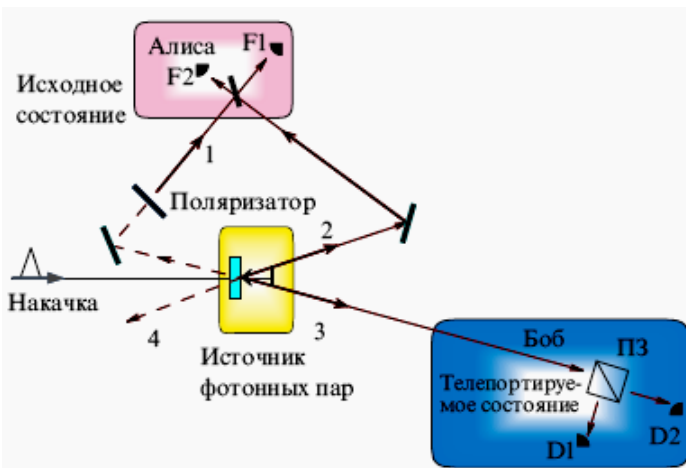 Алиса
F1
F2
Исходное
состояние
1
Поляризатор
2
Накачка
4
3
Источник
фотонных пар
Боб
ПЗ
Телепортируе-
мое состояние
D2
D1